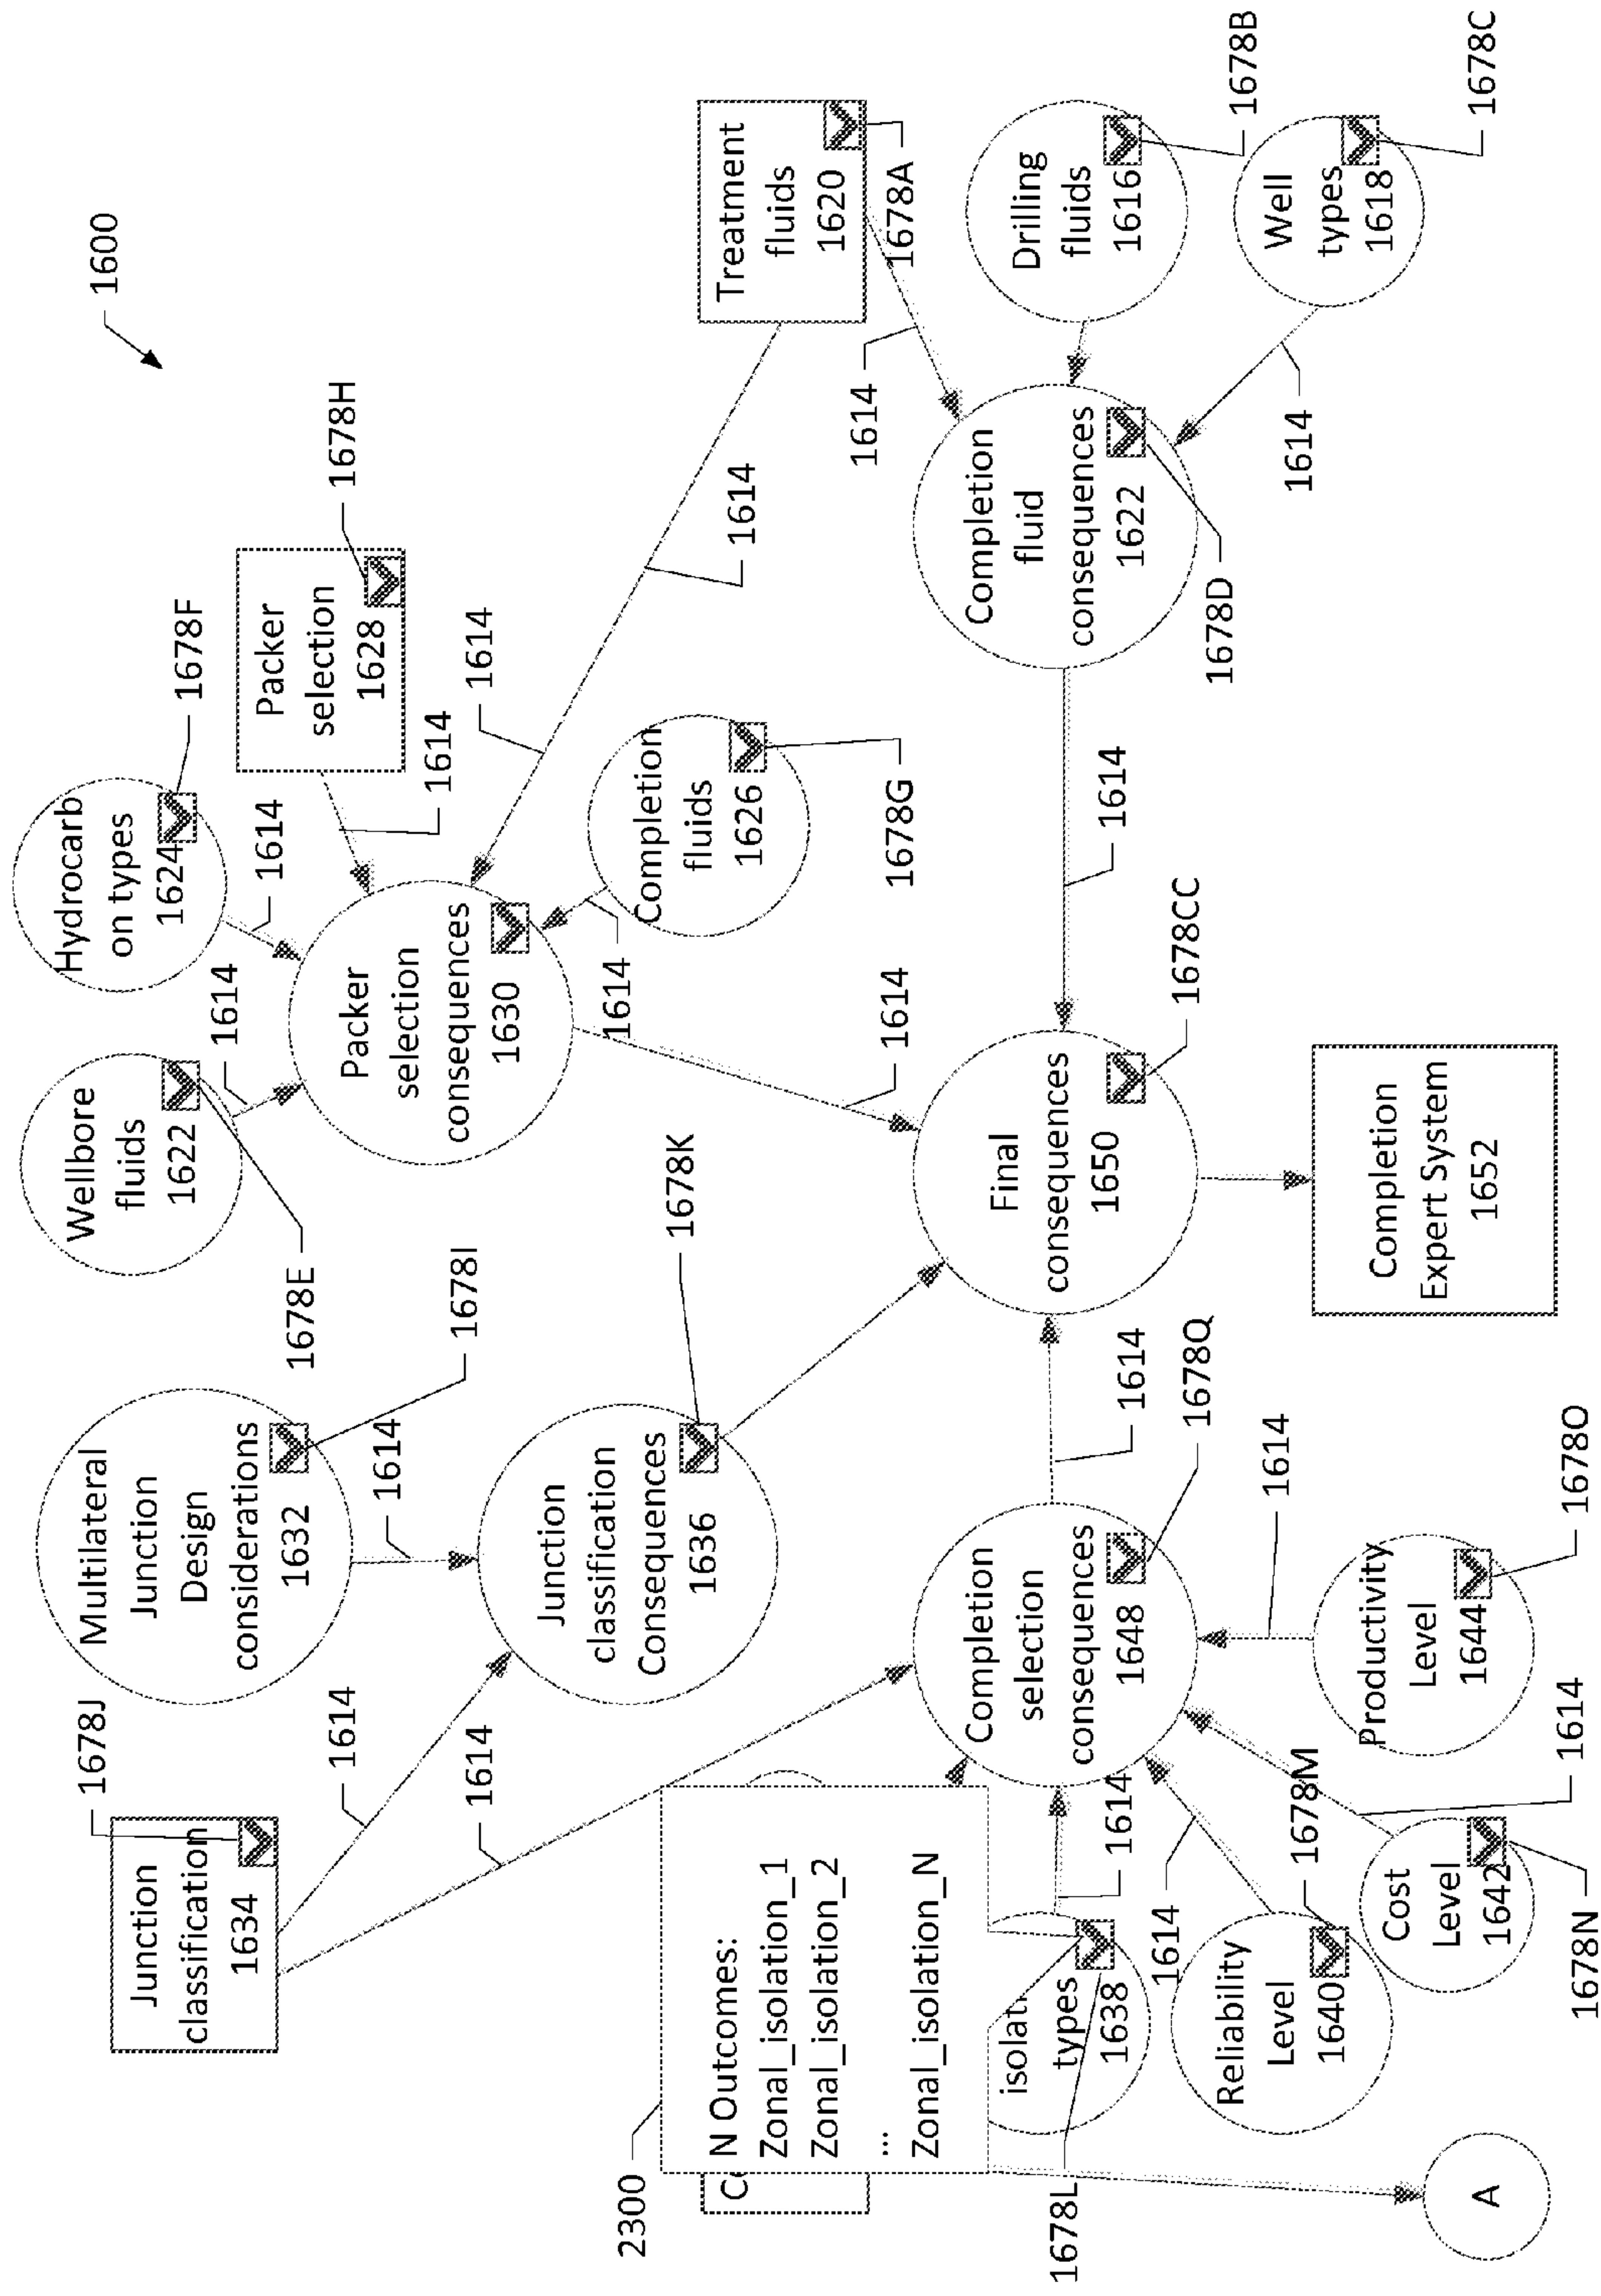 1600
Junction
classification
1634
1678J
Multilateral
Junction
Design
considerations
1632
1678I
Wellbore
fluids
1622
1678E
Hydrocarb
on types
1624
1678F
Packer
selection
1628
1678H
1614
1614
1614
1614
1614
1614
1614
1614
Junction
classification
Consequences
1636
1678K
Packer
selection
consequences
1630
1614
Completion
fluids
1626
1678G
1614
Treatment
fluids
1620
1678A
1614
2300
N Outcomes:
Zonal_isolation_1
Zonal_isolation_2
...
Zonal_isolation_N
C
isolat
types
1638
1678L
1614
Completion
selection
consequences
1648
1678Q
1614
Final
consequences
1650
1678CC
1614
Completion
fluid
consequences
1622
1678D
Drilling
fluids
1616
1678B
Well
types
1618
1678C
1614
Reliability
Level
1640
1678M
1614
Cost
Level
1642
1678N
1614
Productivity
Level
1644
1678O
1614
Completion
Expert System
1652
A